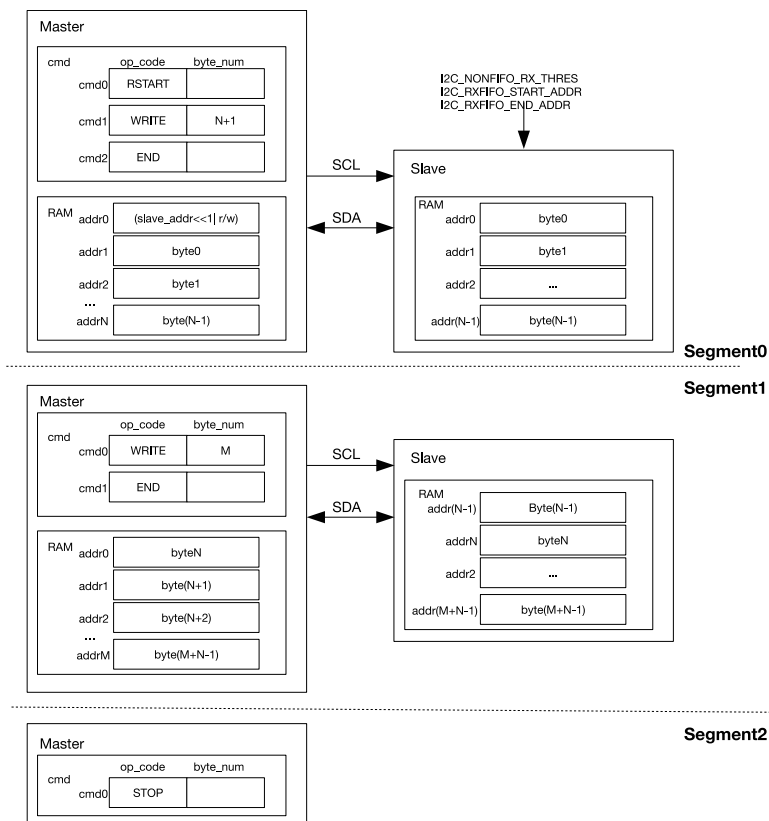 Master
cmd op_code byte_num
cmd0 RSTART
cmd1 WRITE N+1
cmd2 END
RAM
addr0 (slave_addr<<1| r/w)
addr1 byte0
addr2 byte1
...
addrN byte(N-1)
SCL
SDA
I2C_NONFIFO_RX_THRES
I2C_RXFIFO_START_ADDR
I2C_RXFIFO_END_ADDR
Slave
RAM
addr0 byte0
addr1 byte1
addr2 ...
addr(N-1) byte(N-1)
Segment0
Segment1
Master
cmd op_code byte_num
cmd0 WRITE M
cmd1 END
RAM
addr0 byteN
addr1 byte(N+1)
addr2 byte(N+2)
...
addrM byte(M+N-1)
SCL
SDA
Slave
RAM
addr(N-1) Byte(N-1)
addrN byteN
addr2 ...
addr(M+N-1) byte(M+N-1)
Segment2
Master
cmd op_code byte_num
cmd0 STOP